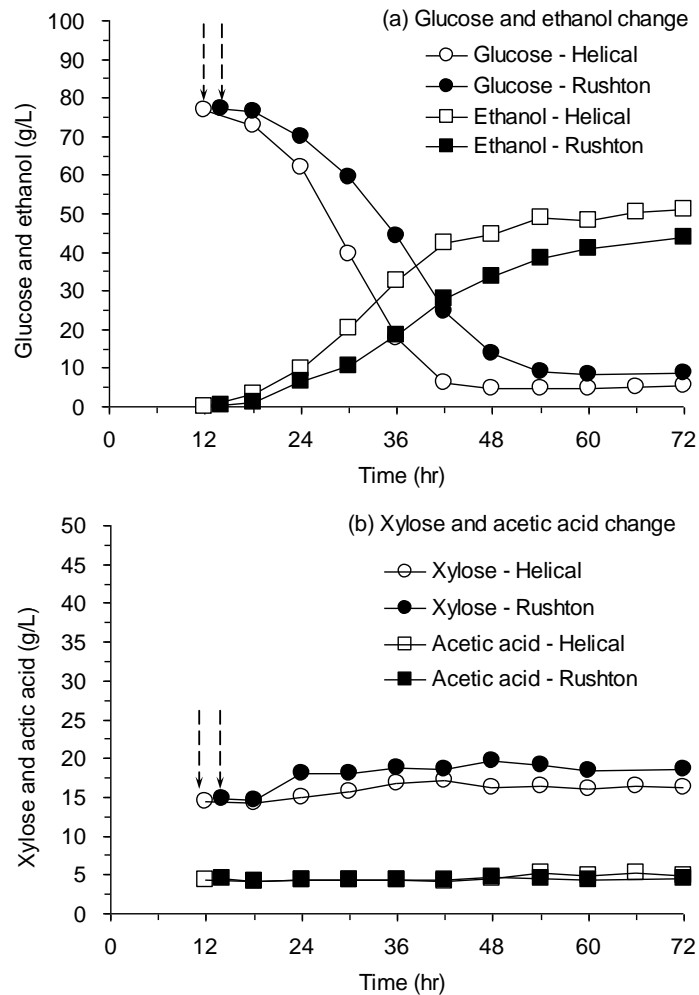 (a) Glucose and ethanol change
Glucose - Helical
Glucose - Rushton
Ethanol - Helical
Ethanol - Rushton
Glucose and ethanol (g/L)
100
90
80
70
60
50
40
30
20
10
0
0 12 24 36 48 60 72
Time (hr)
(b) Xylose and acetic acid change
Xylose - Helical
Xylose - Rushton
Acetic acid - Helical
Acetic acid - Rushton
Xylose and actic acid (g/L)
50
45
40
35
30
25
20
15
10
5
0
0 12 24 36 48 60 72
Time (hr)